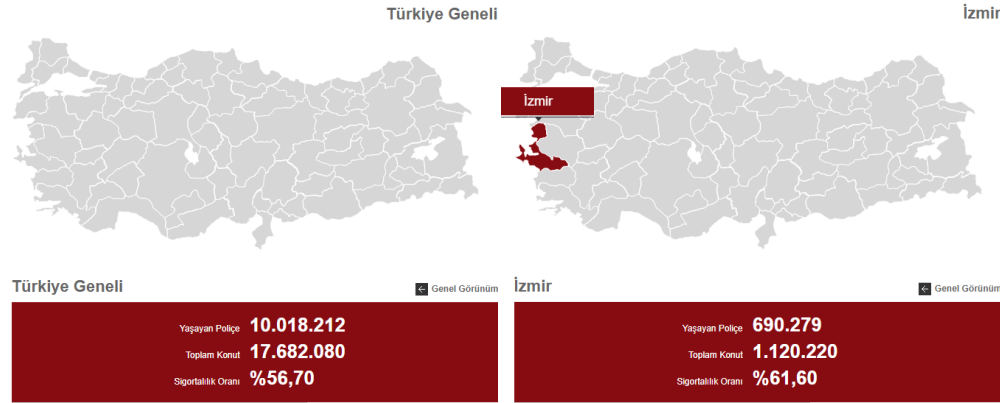 Türkiye Geneli
İzmir
İzmir
Türkiye Geneli
Genel Görünüm
Yaşayan Poliçe 10.018.212
Toplam Konut 17.682.080
Sigortalılık Oranı %56,70
İzmir
Genel Görünüm
Yaşayan Poliçe 690.279
Toplam Konut 1.120.220
Sigortalılık Oranı %61,60